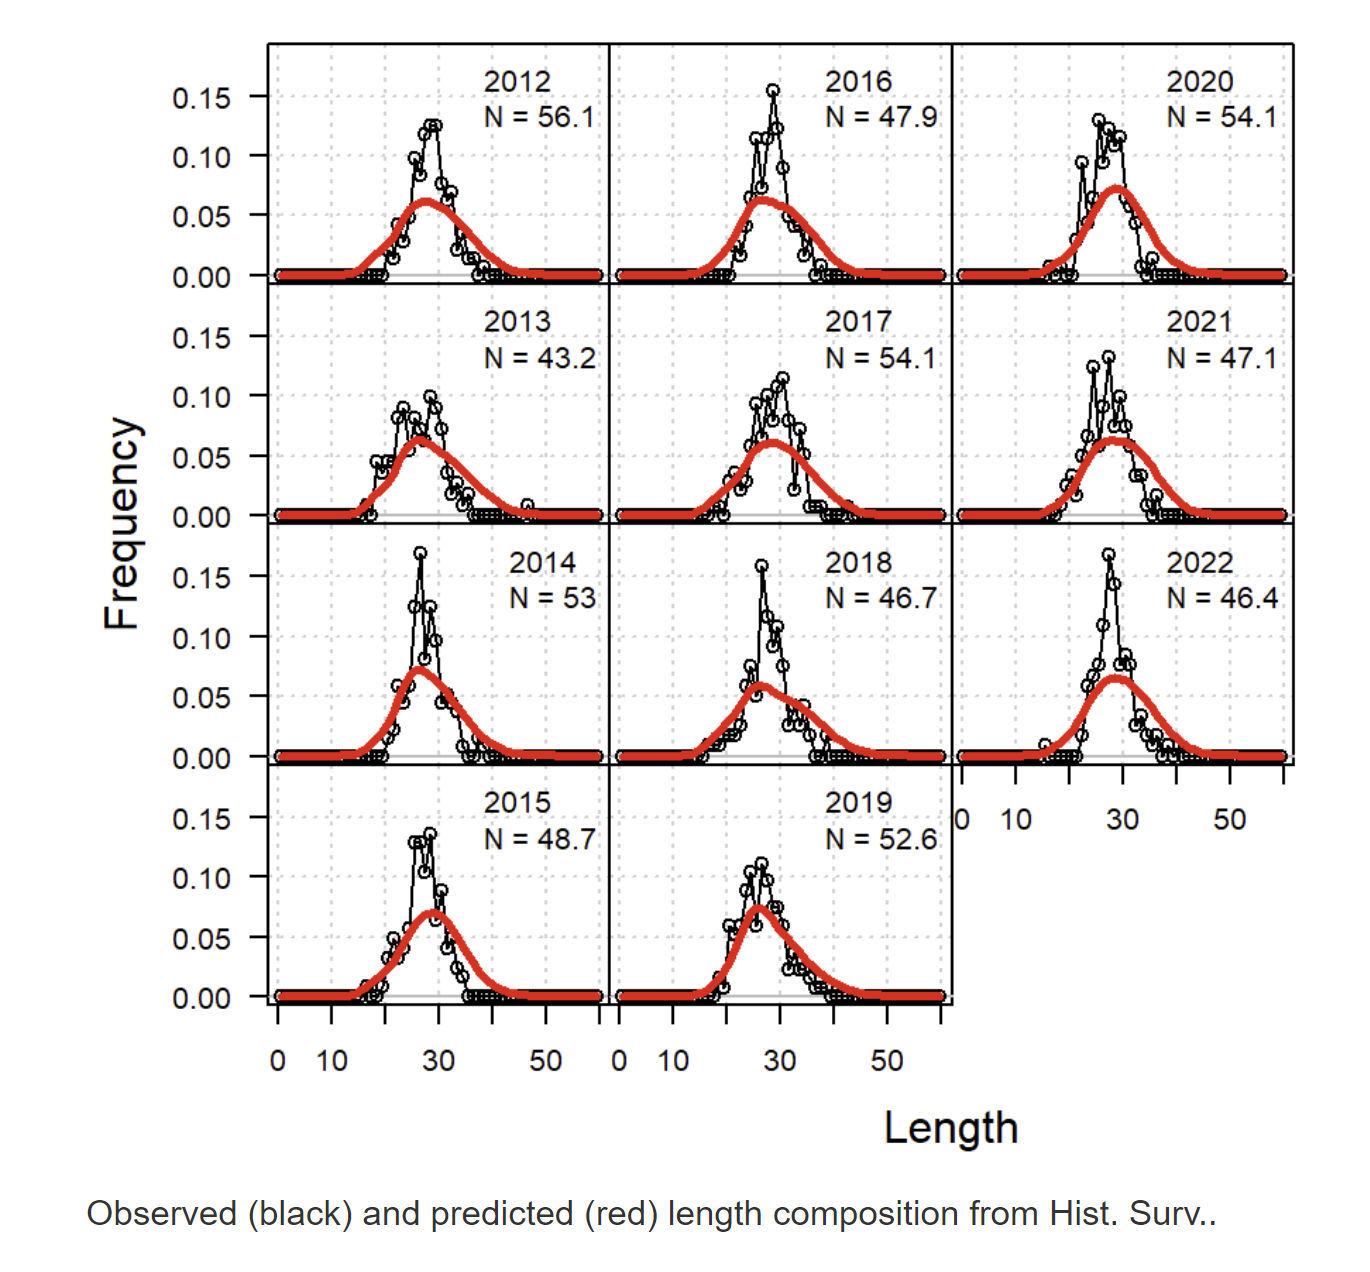 2012
N = 56.1
2016
N = 47.9
2020
N = 54.1
0.15
0.10
0.05
0.00
2013
N = 43.2
2017
N = 54.1
2021
N = 47.1
0.15
0.10
0.05
0.00
2014
N = 53
2018
N = 46.7
2022
N = 46.4
0.15
0.10
0.05
0.00
2015
N = 48.7
2019
N = 52.6
0.15
0.10
0.05
0.00
0 10 30 50
0 10 30 50
0 10 30 50
Frequency
Length
Observed (black) and predicted (red) length composition from Hist. Surv..